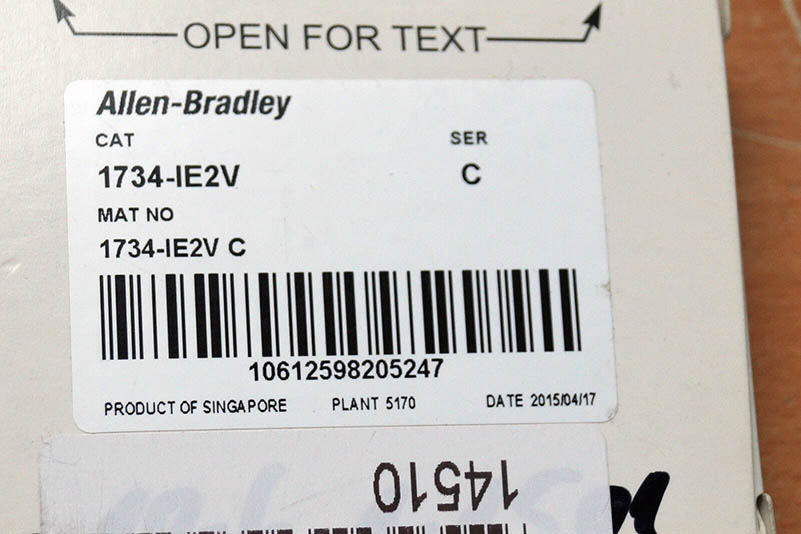 OPEN FOR TEXT
Allen-Bradley
CAT SER
1734-IE2V C
MAT NO
1734-IE2V C
10612598205247
PRODUCT OF SINGAPORE PLANT 5170 DATE 2015/04/17
14510